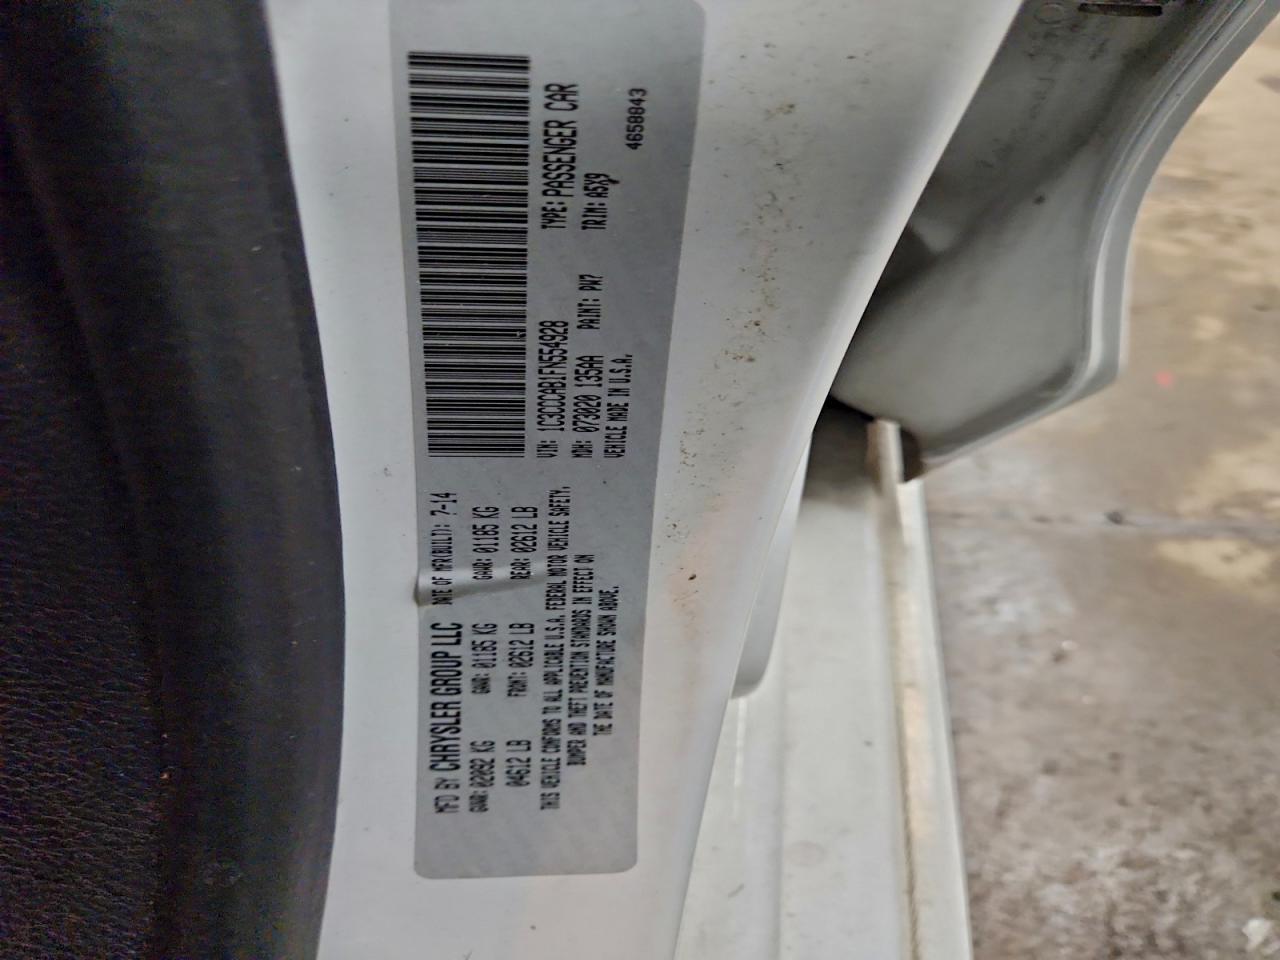 MFD BY CHRYSLER GROUP LLC DATE OF MFR(BUILT): 7-14
GVWR: 02092 KG GAWR: 01185 KG GAWR: 01185 KG
04612 LB FRONT: 02612 LB REAR: 02612 LB
THIS VEHICLE CONFORMS TO ALL APPLICABLE U.S.A. FEDERAL MOTOR VEHICLE SAFETY,
BUMPER AND THEFT PREVENTION STANDARDS IN EFFECT ON
THE DATE OF MANUFACTURE SHOWN ABOVE.
VIN: 1C3CCCAB1FN554928 TYPE: PASSENGER CAR
MDH: 073020 135AA PAINT: PW7 TRIM: A5X9
VEHICLE MADE IN U.S.A. 4658843